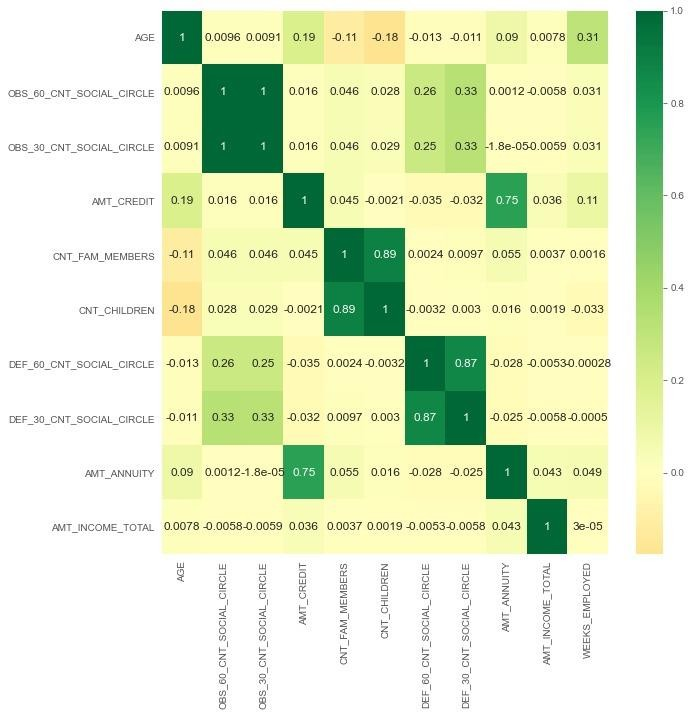 AGE 1 0.0096 0.0091 0.19 -0.11 -0.18 -0.013 -0.011 0.09 0.0078 0.31
OBS_60_CNT_SOCIAL_CIRCLE 0.0096 1 1 0.016 0.046 0.028 0.26 0.33 0.0012 -0.0058 0.031
OBS_30_CNT_SOCIAL_CIRCLE 0.0091 1 1 0.016 0.046 0.029 0.25 0.33 -1.8e-05 -0.0059 0.031
AMT_CREDIT 0.19 0.016 0.016 1 0.045 -0.0021 -0.035 -0.032 0.75 0.036 0.11
CNT_FAM_MEMBERS -0.11 0.046 0.046 0.045 1 0.89 0.0024 0.0097 0.055 0.0037 0.0016
CNT_CHILDREN -0.18 0.028 0.029 -0.0021 0.89 1 -0.0032 0.003 0.016 0.0019 -0.033
DEF_60_CNT_SOCIAL_CIRCLE -0.013 0.26 0.25 -0.035 0.0024 -0.0032 1 0.87 -0.028 -0.0053 -0.00028
DEF_30_CNT_SOCIAL_CIRCLE -0.011 0.33 0.33 -0.032 0.0097 0.003 0.87 1 -0.025 -0.0058 -0.0005
AMT_ANNUITY 0.09 0.0012 -1.8e-05 0.75 0.055 0.016 -0.028 -0.025 1 0.043 0.049
AMT_INCOME_TOTAL 0.0078 -0.0058 -0.0059 0.036 0.0037 0.0019 -0.0053 -0.0058 0.043 1 3e-05
AGE
OBS_60_CNT_SOCIAL_CIRCLE
OBS_30_CNT_SOCIAL_CIRCLE
AMT_CREDIT
CNT_FAM_MEMBERS
CNT_CHILDREN
DEF_60_CNT_SOCIAL_CIRCLE
DEF_30_CNT_SOCIAL_CIRCLE
AMT_ANNUITY
AMT_INCOME_TOTAL
WEEKS_EMPLOYED
1.0
0.8
0.6
0.4
0.2
0.0